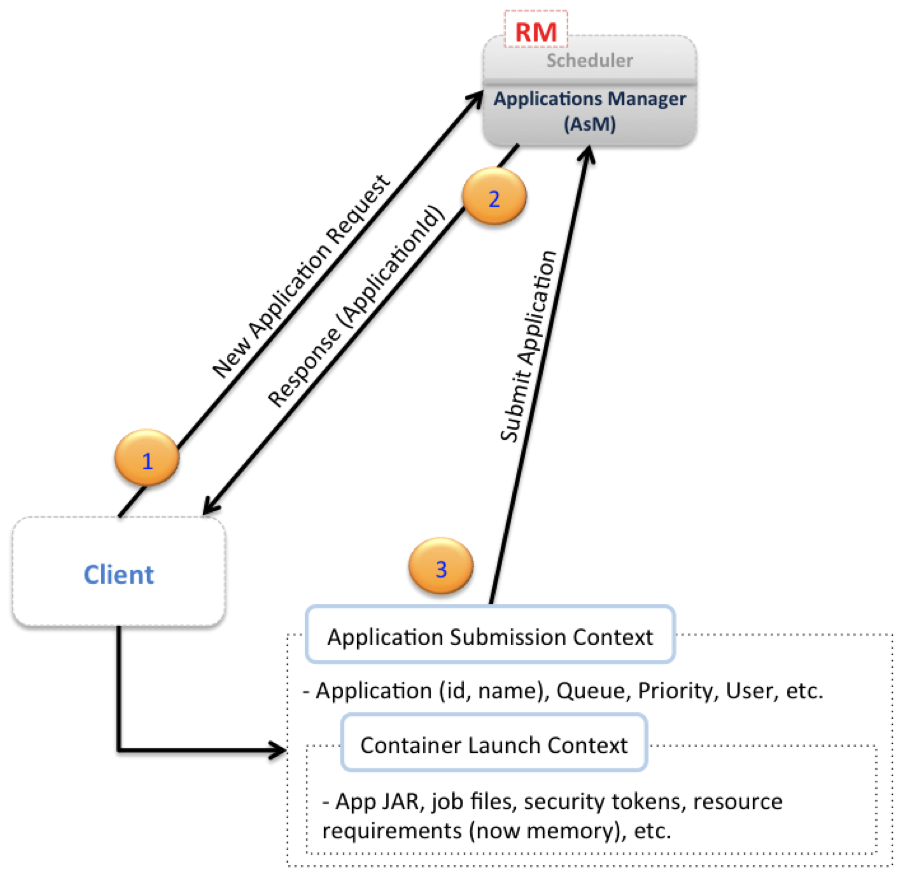 RM
Scheduler
Applications Manager
(AsM)
New Application Request
2
Response (ApplicationId)
Submit Application
1
3
Client
Application Submission Context
- Application (id, name), Queue, Priority, User, etc.
Container Launch Context
- App JAR, job files, security tokens, resource
requirements (now memory), etc.